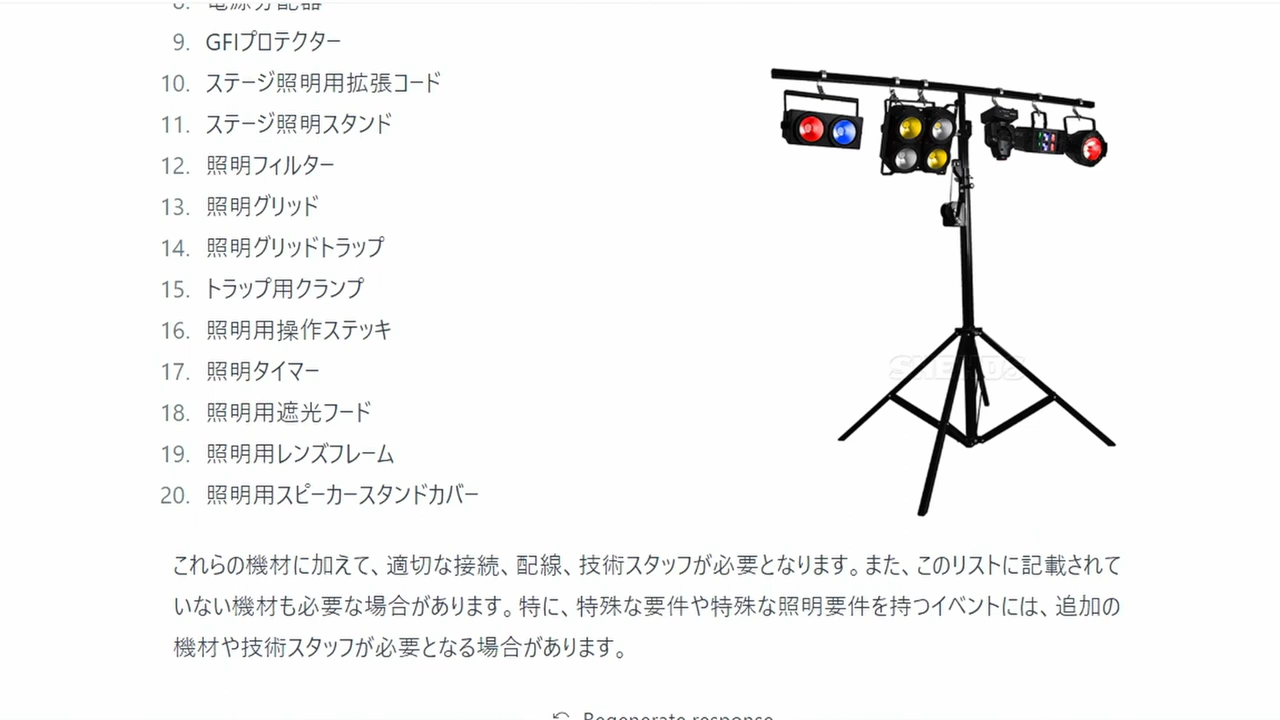 8. 電源分配器
9. GFIプロテクター
10. ステージ照明用拡張コード
11. ステージ照明スタンド
12. 照明フィルター
13. 照明グリッド
14. 照明グリッドトラップ
15. トラップ用クランプ
16. 照明用操作ステッキ
17. 照明タイマー
18. 照明用遮光フード
19. 照明用レンズフレーム
20. 照明用スピーカースタンドカバー
SHEHDS
これらの機材に加えて、適切な接続、配線、技術スタッフが必要となります。また、このリストに記載されて
いない機材も必要な場合があります。特に、特殊な要件や特殊な照明要件を持つイベントには、追加の
機材や技術スタッフが必要となる場合があります。
Regenerate response